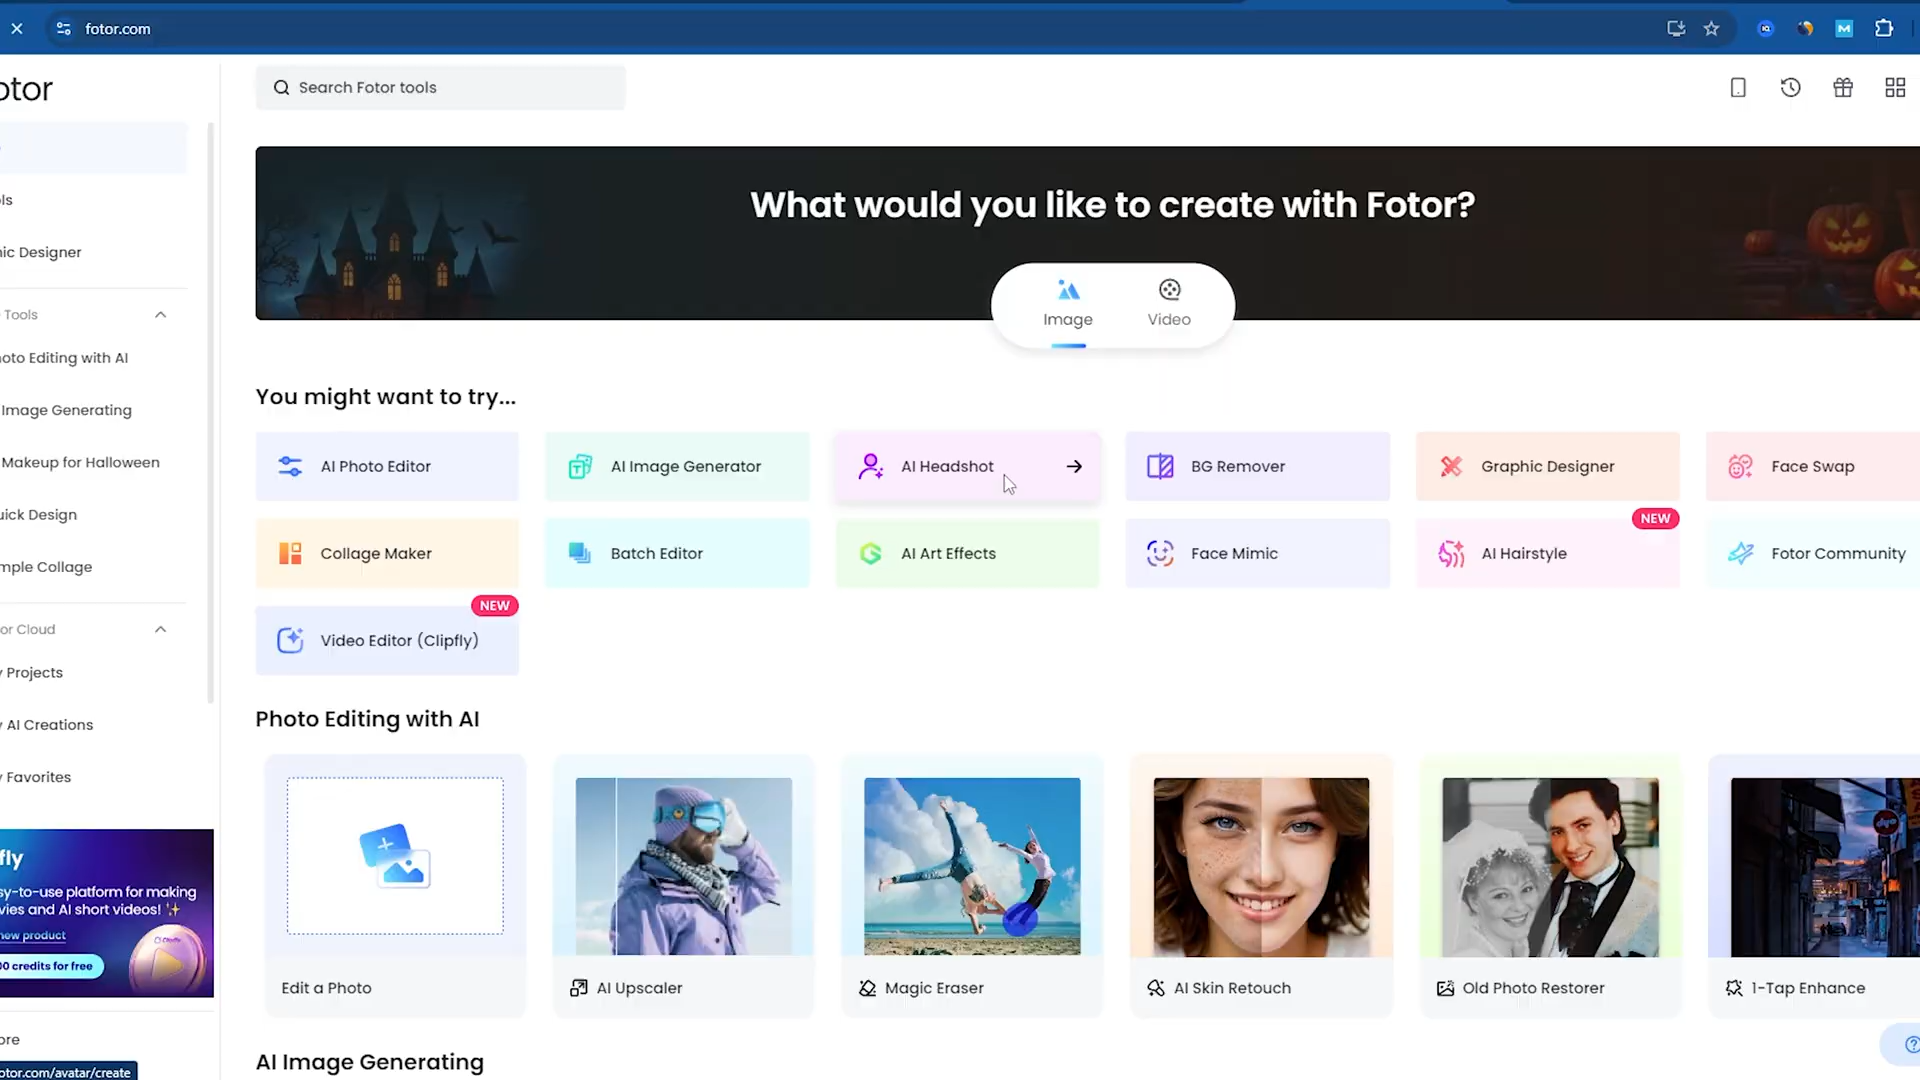 fotor.com
otor
Search Fotor tools
ls
ic Designer
Tools
oto Editing with AI
Image Generating
Makeup for Halloween
uick Design
mple Collage
or Cloud
y Projects
y AI Creations
y Favorites
fly
sy-to-use platform for making
vies and AI short videos!
new product
00 credits for free
Clipfly
ore
otor.com/avatar/create
What would you like to create with Fotor?
Image
Video
You might want to try...
AI Photo Editor
AI Image Generator
AI Headshot
BG Remover
Graphic Designer
Face Swap
Collage Maker
Batch Editor
AI Art Effects
Face Mimic
NEW
AI Hairstyle
Fotor Community
NEW
Video Editor (Clipfly)
Photo Editing with AI
Edit a Photo
AI Upscaler
Magic Eraser
AI Skin Retouch
Old Photo Restorer
1-Tap Enhance
AI Image Generating